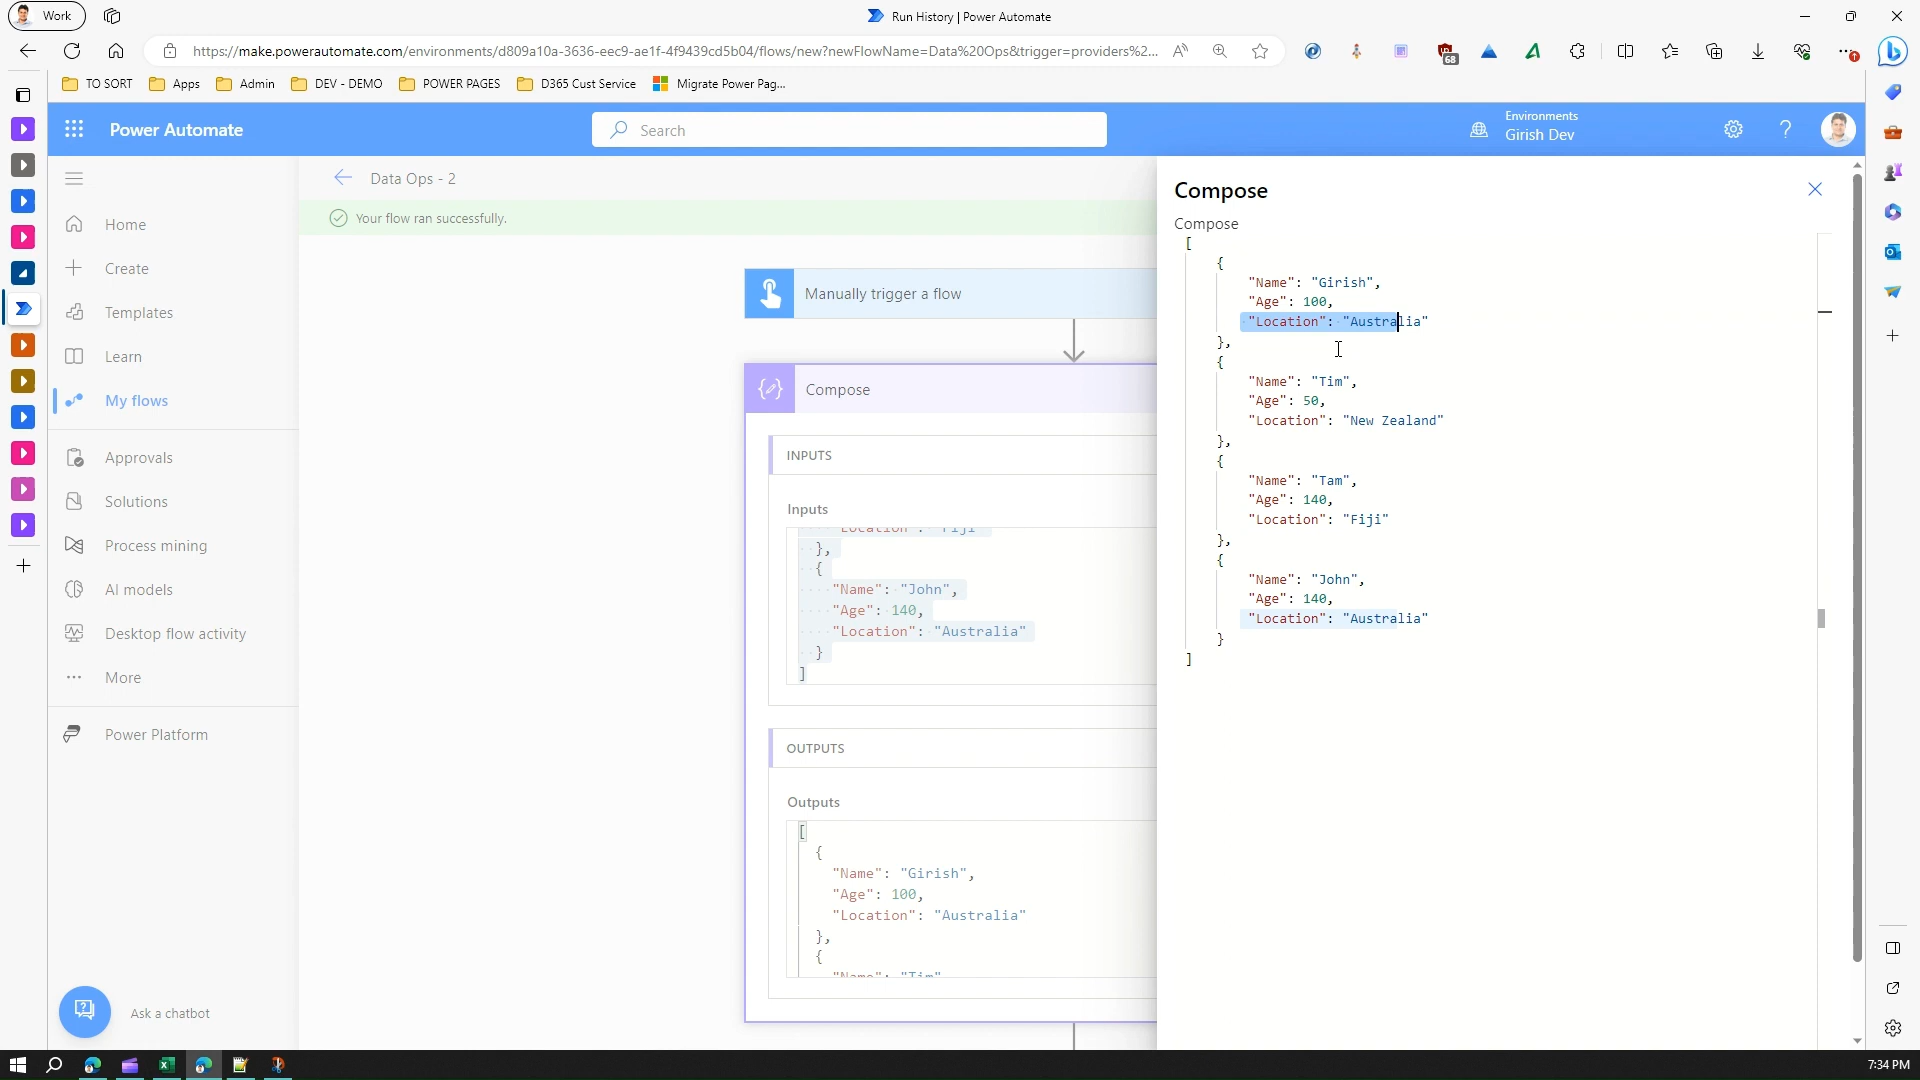 Work
Run History | Power Automate
https://make.powerautomate.com/environments/d809a10a-3636-eec9-ae1f-4f9439cd5b04/flows/new?newFlowName=Data%20Ops&trigger=providers%2...
68
TO SORT
Apps
Admin
DEV - DEMO
POWER PAGES
D365 Cust Service
Migrate Power Pag...
Power Automate
Search
Environments
Girish Dev
Home
Create
Templates
Learn
My flows
Approvals
Solutions
Process mining
AI models
Desktop flow activity
More
Power Platform
Ask a chatbot
Data Ops - 2
Your flow ran successfully.
Manually trigger a flow
Compose
INPUTS
Inputs
"Location": "Fiji"
},
{
"Name": "John",
"Age": 140,
"Location": "Australia"
}
]
OUTPUTS
Outputs
[
{
"Name": "Girish",
"Age": 100,
"Location": "Australia"
},
{
"Name": "Tim"
Compose
Compose
[
{
"Name": "Girish",
"Age": 100,
"Location": "Australia"
},
{
"Name": "Tim",
"Age": 50,
"Location": "New Zealand"
},
{
"Name": "Tam",
"Age": 140,
"Location": "Fiji"
},
{
"Name": "John",
"Age": 140,
"Location": "Australia"
}
]
7:34 PM